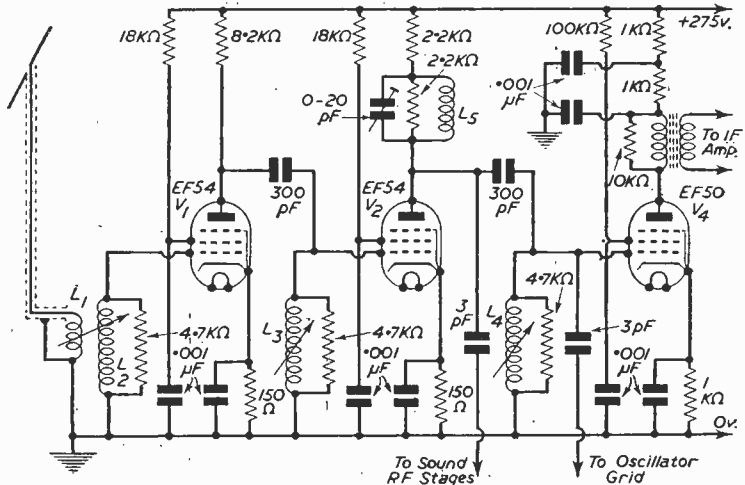 18KΩ
8·2KΩ
18KΩ
2·2KΩ
100KΩ
1KΩ
+275v.
2·2KΩ
·001
μF
1KΩ
0-20
pF
L5
To IF
Amp.
10KΩ
EF54
V1
300
pF
EF54
V2
300
pF
EF50
V4
L1
L2
4·7KΩ
·001
μF
150
Ω
L3
4·7KΩ
·001
μF
150
Ω
3
pF
L4
4·7KΩ
3pF
·001
μF
1
KΩ
0v.
To Sound
RF Stages
To Oscillator
Grid